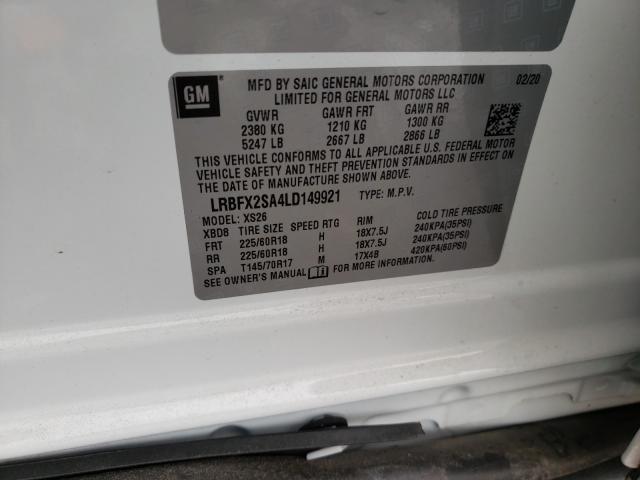 GM
MFD BY SAIC GENERAL MOTORS CORPORATION 02/20
LIMITED FOR GENERAL MOTORS LLC
GVWR GAWR FRT GAWR RR
2380 KG 1210 KG 1300 KG
5247 LB 2667 LB 2866 LB
THIS VEHICLE CONFORMS TO ALL APPLICABLE U.S. FEDERAL MOTOR
VEHICLE SAFETY AND THEFT PREVENTION STANDARDS IN EFFECT ON
THE DATE OF MANUFACTURE SHOWN ABOVE.
LRBFX2SA4LD149921 TYPE: M.P.V.
MODEL: XS26
XBD8 TIRE SIZE SPEED RTG RIM COLD TIRE PRESSURE
FRT 225/60R18 H 18X7.5J 240KPA(35PSI)
RR 225/60R18 H 18X7.5J 240KPA(35PSI)
SPA T145/70R17 M 17X4B 420KPA(60PSI)
SEE OWNER'S MANUAL FOR MORE INFORMATION.